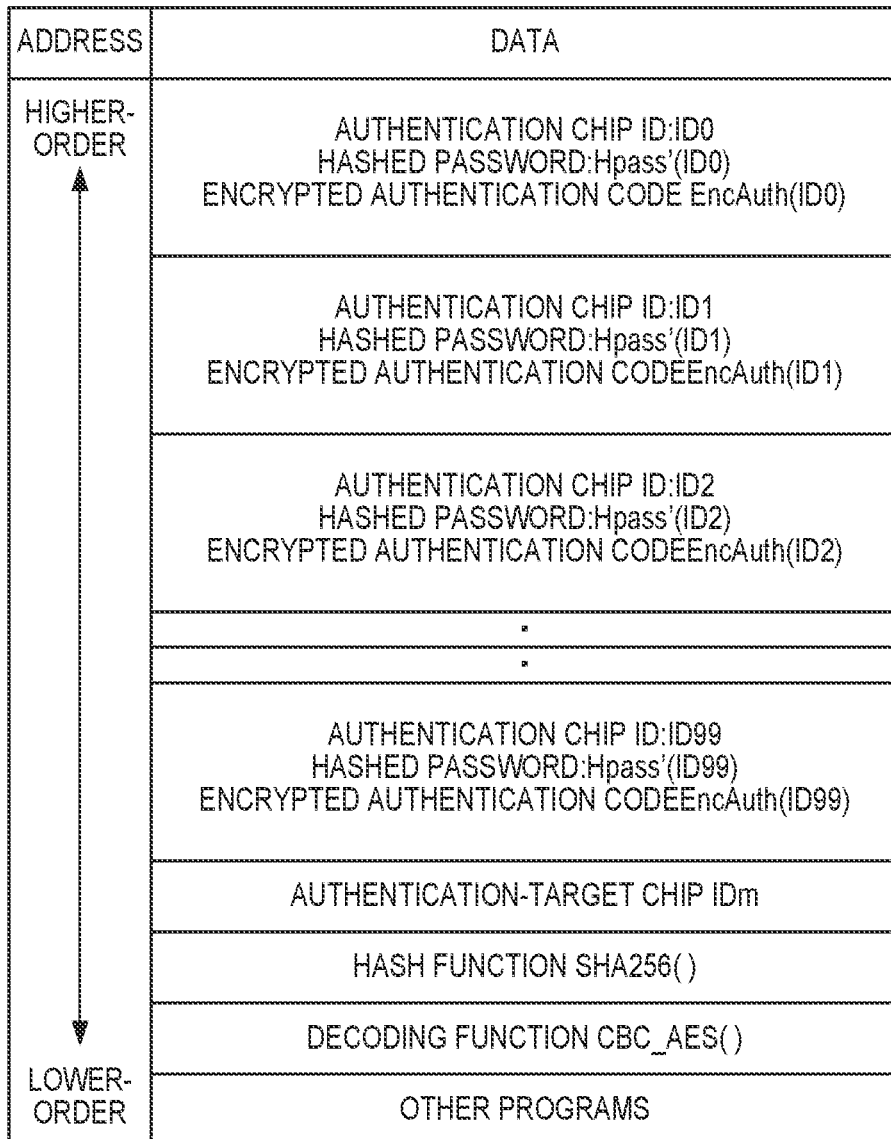 ADDRESS
DATA
HIGHER-
ORDER
AUTHENTICATION CHIP ID:ID0
HASHED PASSWORD:Hpass'(ID0)
ENCRYPTED AUTHENTICATION CODE EncAuth(ID0)
AUTHENTICATION CHIP ID:ID1
HASHED PASSWORD:Hpass'(ID1)
ENCRYPTED AUTHENTICATION CODEEncAuth(ID1)
AUTHENTICATION CHIP ID:ID2
HASHED PASSWORD:Hpass'(ID2)
ENCRYPTED AUTHENTICATION CODEEncAuth(ID2)
.
.
AUTHENTICATION CHIP ID:ID99
HASHED PASSWORD:Hpass'(ID99)
ENCRYPTED AUTHENTICATION CODEEncAuth(ID99)
AUTHENTICATION-TARGET CHIP IDm
HASH FUNCTION SHA256( )
DECODING FUNCTION CBC_AES( )
LOWER-
ORDER
OTHER PROGRAMS